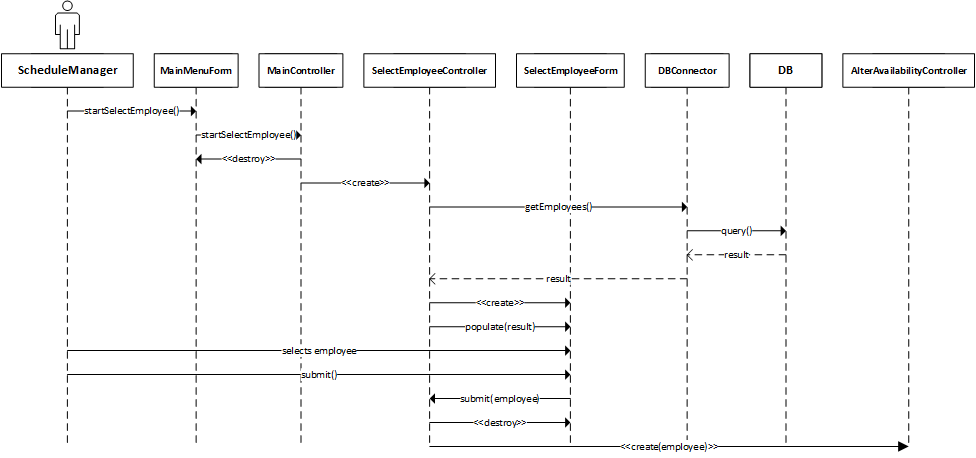 ScheduleManager
MainMenuForm
MainController
SelectEmployeeController
SelectEmployeeForm
DBConnector
DB
AlterAvailabilityController
startSelectEmployee()
startSelectEmployee()
<<destroy>>
<<create>>
getEmployees()
query()
result
result
<<create>>
populate(result)
selects employee
submit()
submit(employee)
<<destroy>>
<<create(employee)>>